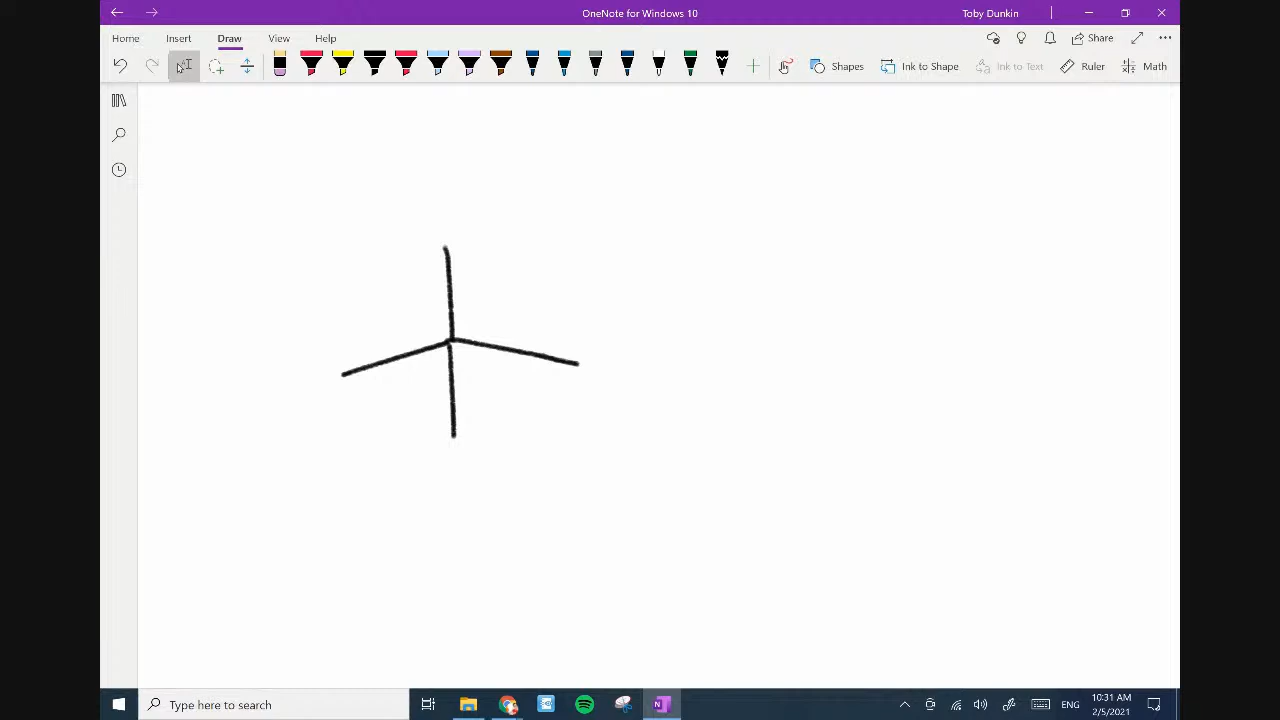 OneNote for Windows 10
Toby Dunkin
Home
Insert
Draw
View
Help
Share
Shapes
Ink to Shape
Ink to Text
Ruler
Math
Type here to search
ENG
10:31 AM
2/5/2021